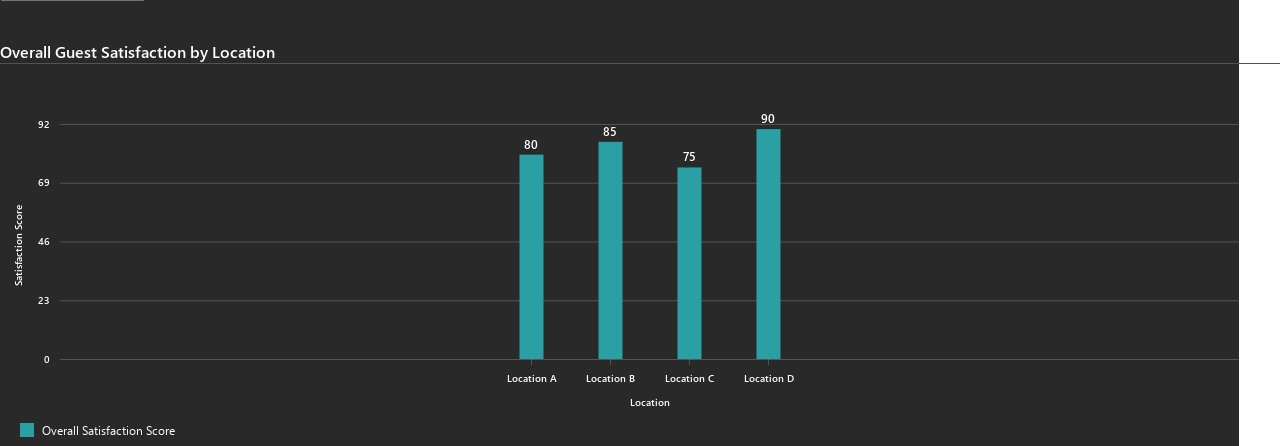 Overall Guest Satisfaction by Location
92
69
46
23
0
Satisfaction Score
80
85
75
90
Location A
Location B
Location C
Location D
Location
Overall Satisfaction Score